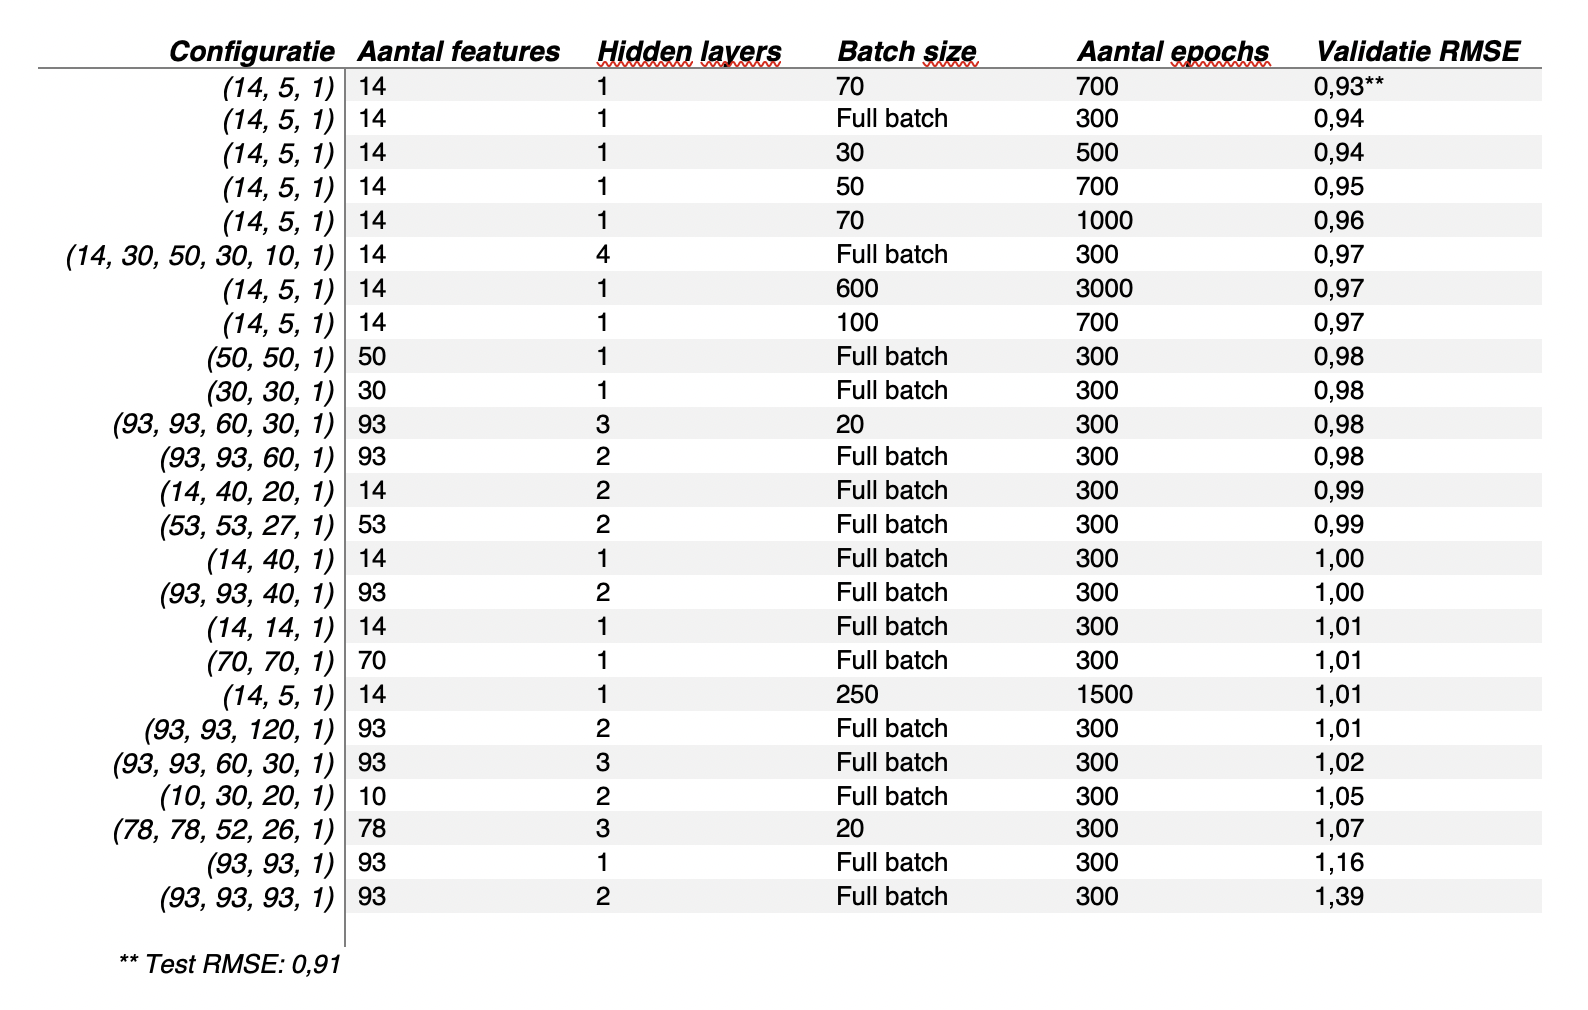 Configuratie Aantal features Hidden layers Batch size Aantal epochs Validatie RMSE
(14, 5, 1) 14 1 70 700 0,93**
(14, 5, 1) 14 1 Full batch 300 0,94
(14, 5, 1) 14 1 30 500 0,94
(14, 5, 1) 14 1 50 700 0,95
(14, 5, 1) 14 1 70 1000 0,96
(14, 30, 50, 30, 10, 1) 14 4 Full batch 300 0,97
(14, 5, 1) 14 1 600 3000 0,97
(14, 5, 1) 14 1 100 700 0,97
(50, 50, 1) 50 1 Full batch 300 0,98
(30, 30, 1) 30 1 Full batch 300 0,98
(93, 93, 60, 30, 1) 93 3 20 300 0,98
(93, 93, 60, 1) 93 2 Full batch 300 0,98
(14, 40, 20, 1) 14 2 Full batch 300 0,99
(53, 53, 27, 1) 53 2 Full batch 300 0,99
(14, 40, 1) 14 1 Full batch 300 1,00
(93, 93, 40, 1) 93 2 Full batch 300 1,00
(14, 14, 1) 14 1 Full batch 300 1,01
(70, 70, 1) 70 1 Full batch 300 1,01
(14, 5, 1) 14 1 250 1500 1,01
(93, 93, 120, 1) 93 2 Full batch 300 1,01
(93, 93, 60, 30, 1) 93 3 Full batch 300 1,02
(10, 30, 20, 1) 10 2 Full batch 300 1,05
(78, 78, 52, 26, 1) 78 3 20 300 1,07
(93, 93, 1) 93 1 Full batch 300 1,16
(93, 93, 93, 1) 93 2 Full batch 300 1,39
** Test RMSE: 0,91